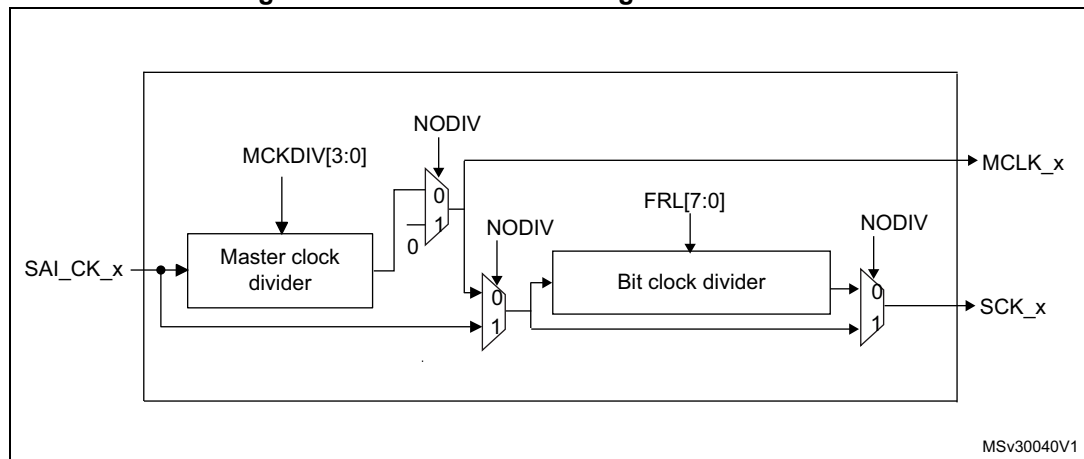 NODIV
MCKDIV[3:0]
0
1
0
FRL[7:0]
NODIV
NODIV
MCLK_x
SAI_CK_x
Master clock
divider
0
1
Bit clock divider
0
1
SCK_x
MSv30040V1